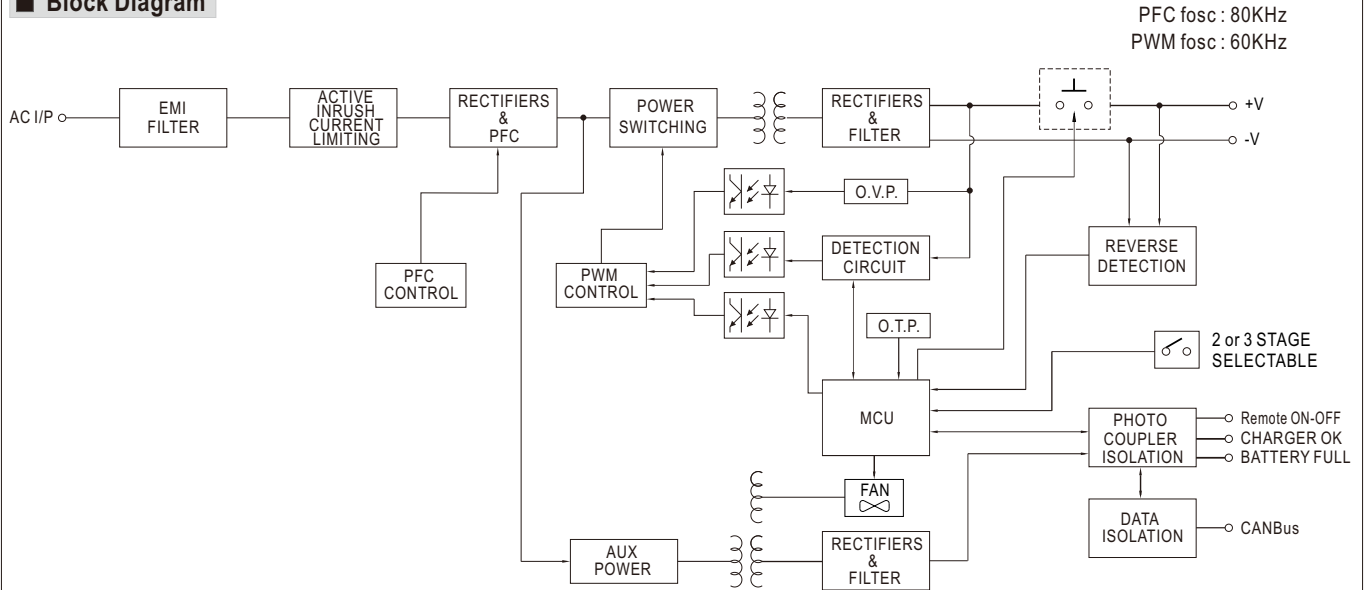 ■ Block Diagram
PFC fosc : 80KHz
PWM fosc : 60KHz
AC I/P
EMI
FILTER
ACTIVE
INRUSH
CURRENT
LIMITING
RECTIFIERS
&
PFC
POWER
SWITCHING
RECTIFIERS
&
FILTER
+V
-V
O.V.P.
DETECTION
CIRCUIT
REVERSE
DETECTION
PFC
CONTROL
PWM
CONTROL
O.T.P.
2 or 3 STAGE
SELECTABLE
MCU
PHOTO
COUPLER
ISOLATION
Remote ON-OFF
CHARGER OK
BATTERY FULL
FAN
DATA
ISOLATION
CANBus
AUX
POWER
RECTIFIERS
&
FILTER